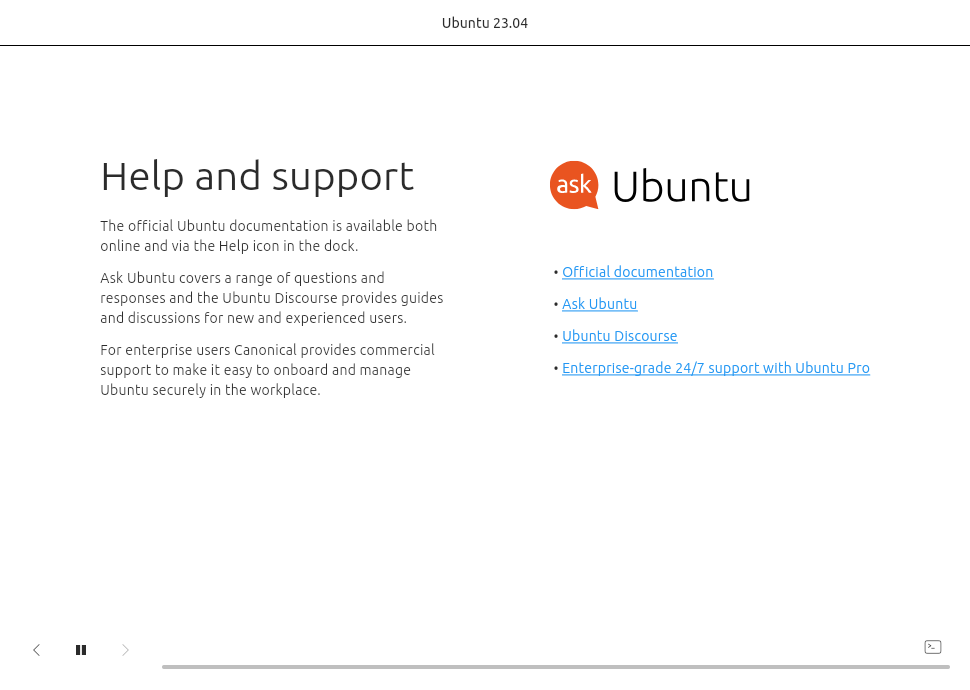 Ubuntu 23.04
Help and support
The official Ubuntu documentation is available both
online and via the Help icon in the dock.
Ask Ubuntu covers a range of questions and
responses and the Ubuntu Discourse provides guides
and discussions for new and experienced users.
For enterprise users Canonical provides commercial
support to make it easy to onboard and manage
Ubuntu securely in the workplace.
ask Ubuntu
• Official documentation
• Ask Ubuntu
• Ubuntu Discourse
• Enterprise-grade 24/7 support with Ubuntu Pro